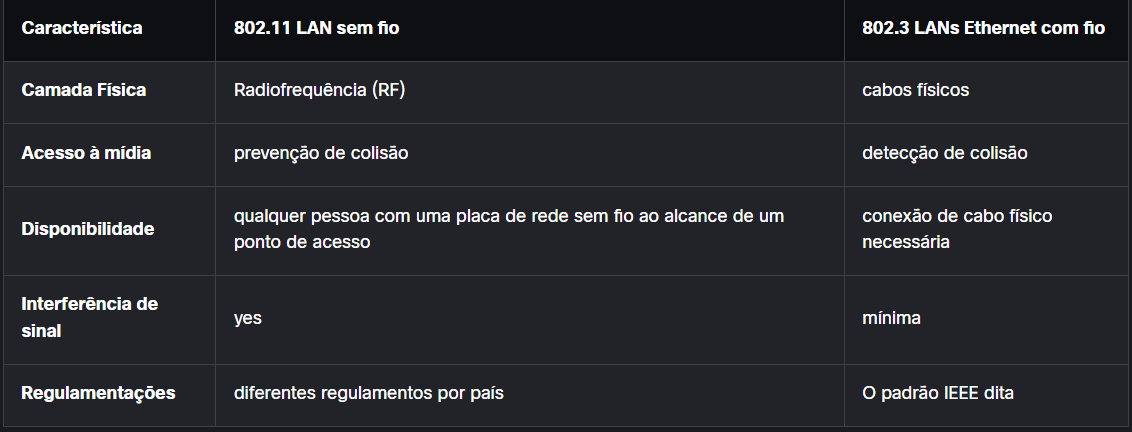 Característica 802.11 LAN sem fio 802.3 LANs Ethernet com fio
Camada Física Radiofrequência (RF) cabos físicos
Acesso à mídia prevenção de colisão detecção de colisão
Disponibilidade
qualquer pessoa com uma placa de rede sem fio ao alcance de um
ponto de acesso
conexão de cabo físico
necessária
Interferência de
sinal
yes
mínima
Regulamentações diferentes regulamentos por país O padrão IEEE dita